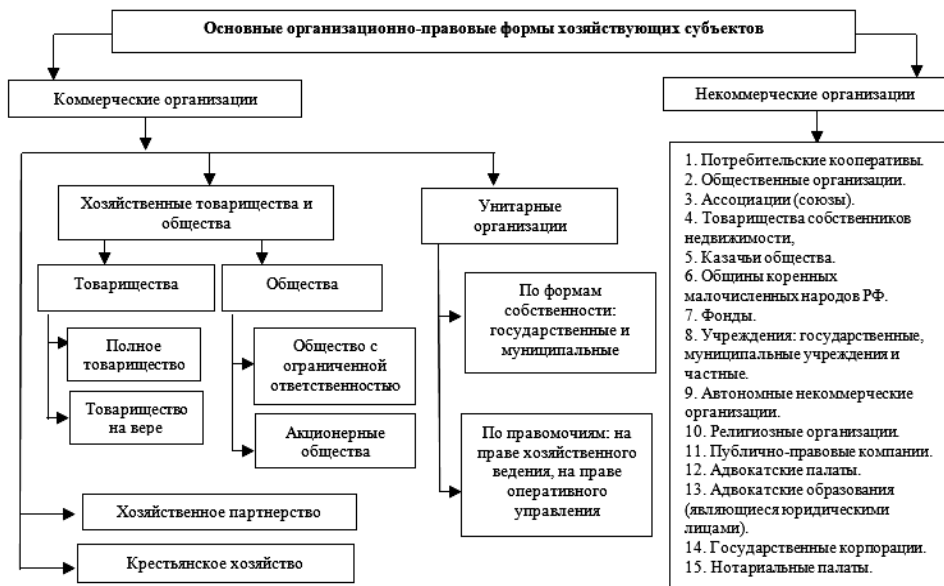 Основные организационно-правовые формы хозяйствующих субъектов
Коммерческие организации
Некоммерческие организации
Хозяйственные товарищества и
общества
Унитарные
организации
Товарищества
Общества
Полное
товарищество
Товарищество
на вере
Общество с
ограниченной
ответственностью
Акционерные
общества
По формам
собственности:
государственные и
муниципальные
По правомочиям: на
праве хозяйственного
ведения, на праве
оперативного
управления
Хозяйственное партнерство
Крестьянское хозяйство
1. Потребительские кооперативы.
2. Общественные организации.
3. Ассоциации (союзы).
4. Товарищества собственников
недвижимости,
5. Казачьи общества.
6. Общины коренных
малочисленных народов РФ.
7. Фонды.
8. Учреждения: государственные,
муниципальные учреждения и
частные.
9. Автономные некоммерческие
организации.
10. Религиозные организации.
11. Публично-правовые компании.
12. Адвокатские палаты.
13. Адвокатские образования
(являющиеся юридическими
лицами).
14. Государственные корпорации.
15. Нотариальные палаты.